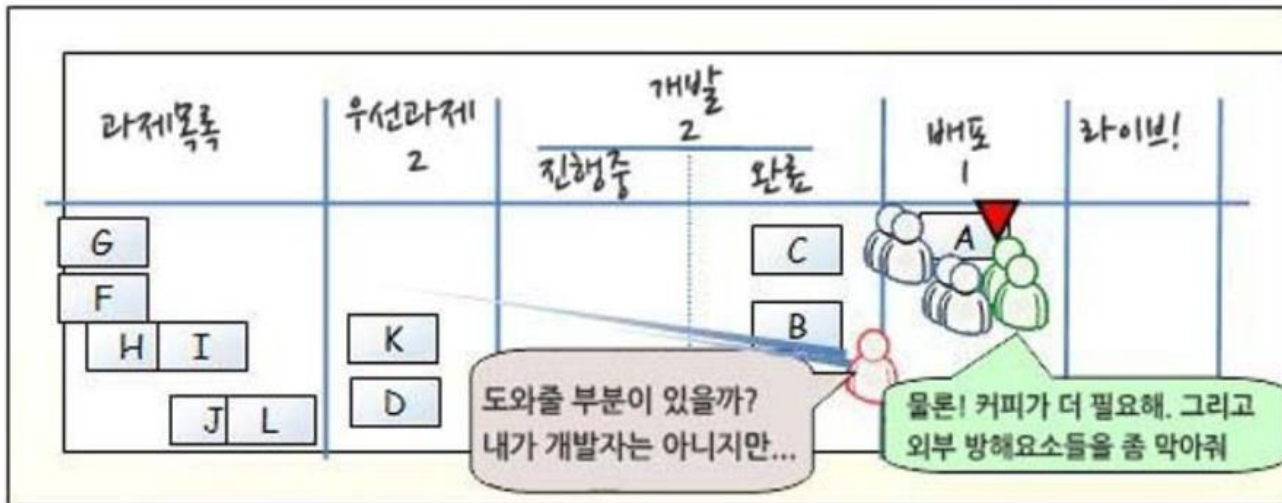 과제목록
우선과제
2
개발
2
진행중
완료
배포
1
라이브!
G
F
H I
J L
K
D
C
B
A
도와줄 부분이 있을까?
내가 개발자는 아니지만...
물론! 커피가 더 필요해. 그리고
외부 방해요소들을 좀 막아줘